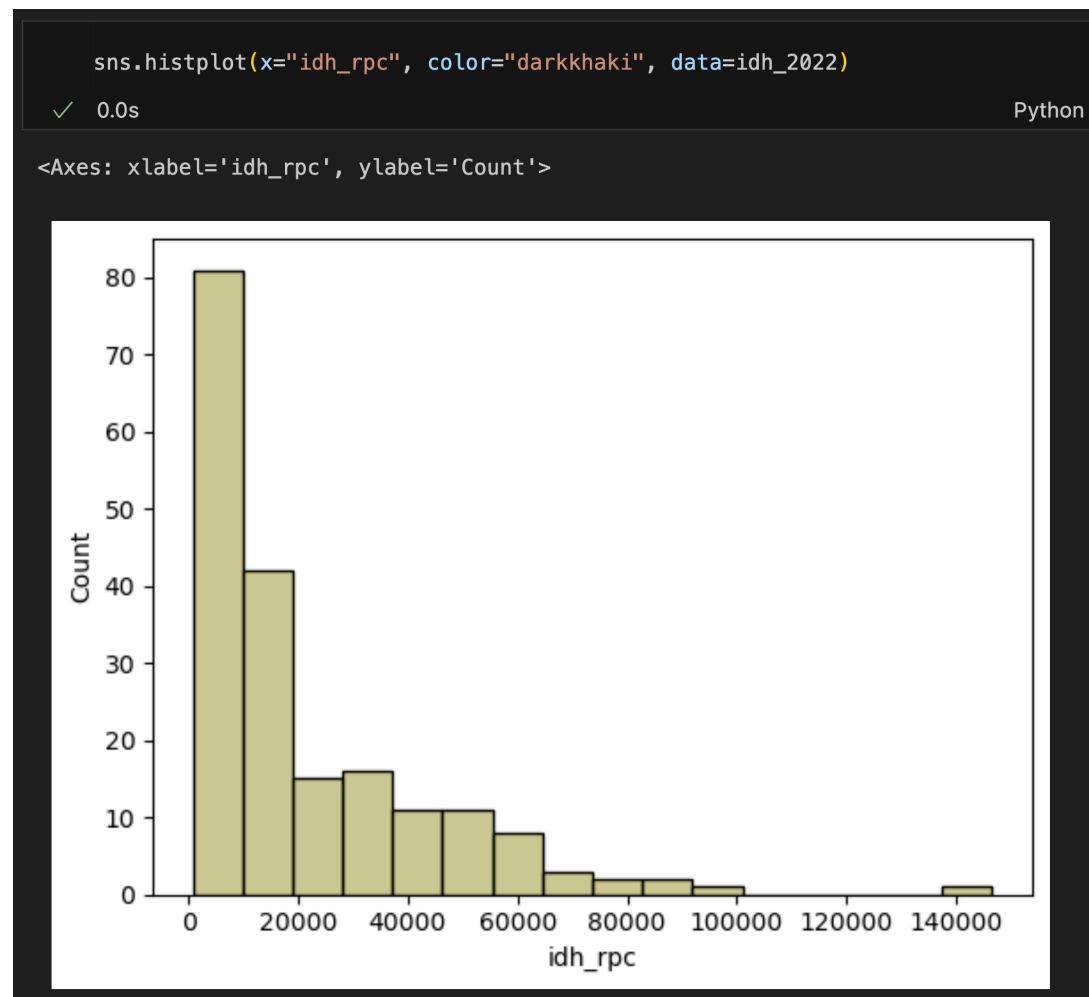 sns.histplot(x="idh_rpc", color="darkkhaki", data=idh_2022)
0.0s
Python
<Axes: xlabel='idh_rpc', ylabel='Count'>
80
70
60
50
40
30
20
10
0
Count
0 20000 40000 60000 80000 100000 120000 140000
idh_rpc